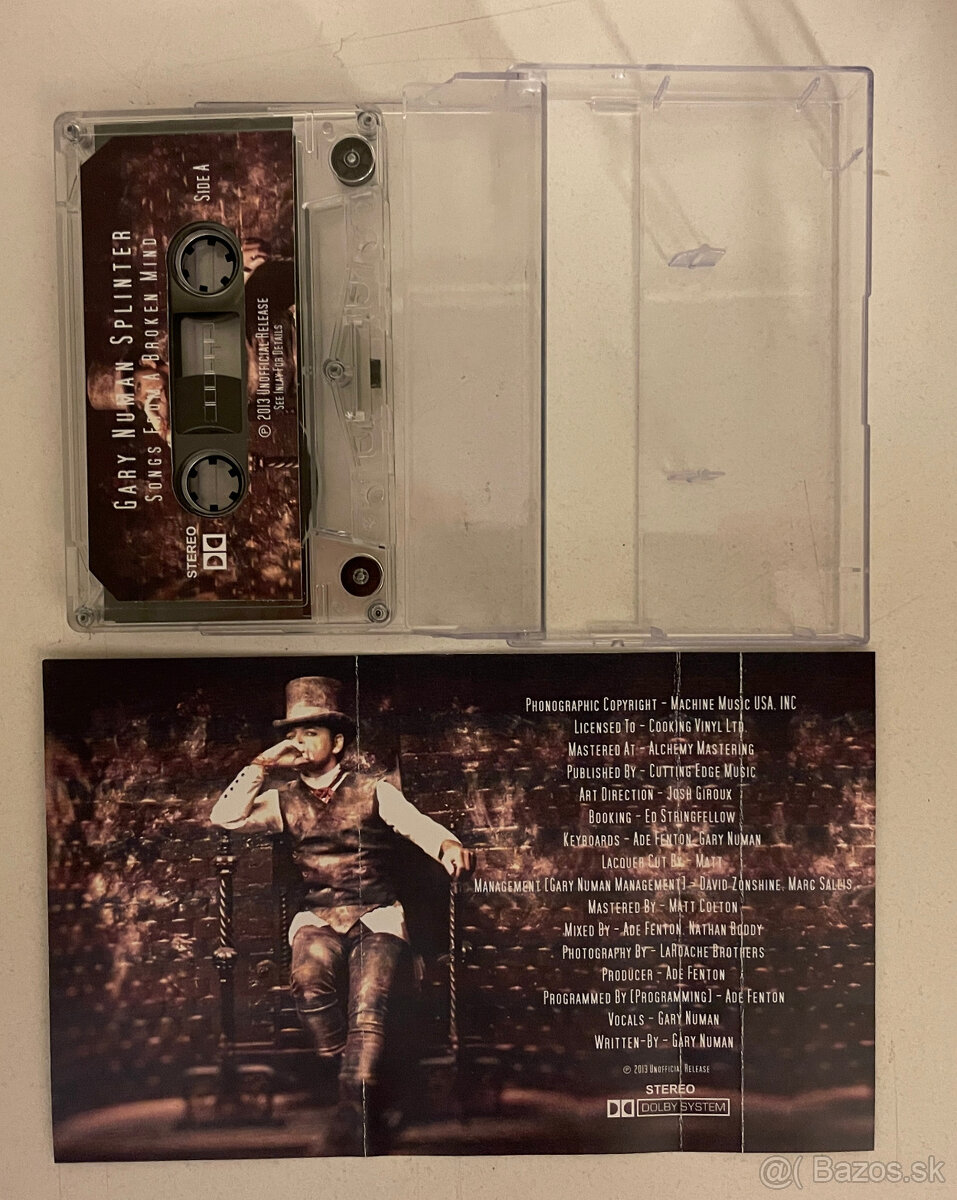 GARY NUMAN SPLINTER
SONGS FROM A BROKEN MIND
SIDE A
STEREO
℗ 2013 UNOFFICIAL RELEASE
SEE INLAY FOR DETAILS
PHONOGRAPHIC COPYRIGHT – MACHINE MUSIC USA, INC
LICENSED TO – COOKING VINYL LTD.
MASTERED AT – ALCHEMY MASTERING
PUBLISHED BY – CUTTING EDGE MUSIC
ART DIRECTION – JOSH GIROUX
BOOKING – ED STRINGFELLOW
KEYBOARDS – ADE FENTON, GARY NUMAN
LACQUER CUT BY – MATT
MANAGEMENT [GARY NUMAN MANAGEMENT] – DAVID ZONSHINE, MARC SALLIS
MASTERED BY – MATT COLTON
MIXED BY – ADE FENTON, NATHAN BODDY
PHOTOGRAPHY BY – LAROACHE BROTHERS
PRODUCER – ADE FENTON
PROGRAMMED BY [PROGRAMMING] – ADE FENTON
VOCALS – GARY NUMAN
WRITTEN-BY – GARY NUMAN
℗ 2013 UNOFFICIAL RELEASE
STEREO
DOLBY SYSTEM
@( Bazos.sk